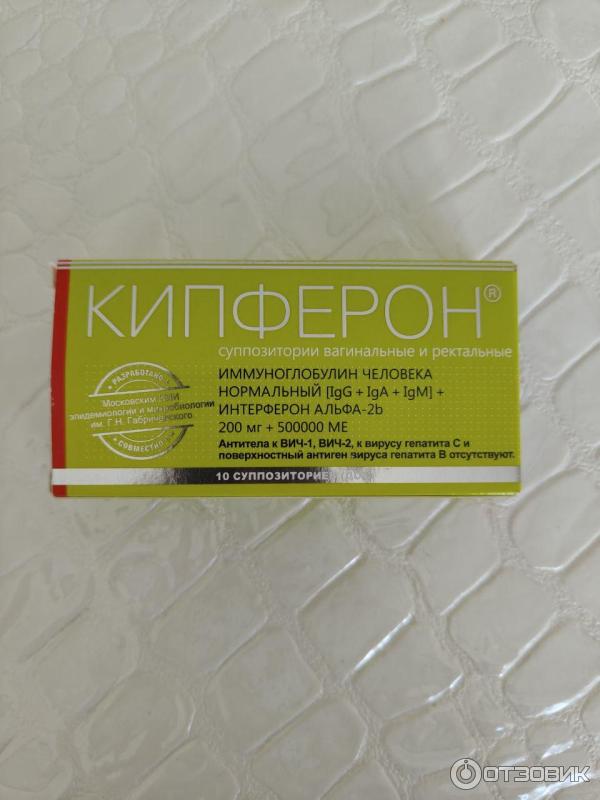 КИПФЕРОН®
суппозитории вагинальные и ректальные
ИММУНОГЛОБУЛИН ЧЕЛОВЕКА
НОРМАЛЬНЫЙ [IgG + IgA + IgM] +
ИНТЕРФЕРОН АЛЬФА-2b
200 мг + 500000 МЕ
Антитела к ВИЧ-1, ВИЧ-2, к вирусу гепатита С и
поверхностный антиген вируса гепатита В отсутствуют.
• РАЗРАБОТАНО •
Московским НИИ
эпидемиологии и микробиологии
им. Г.Н. Габричевского
СОВМЕСТНО
10 СУППОЗИТОРИЕВ
ОТЗОВИК